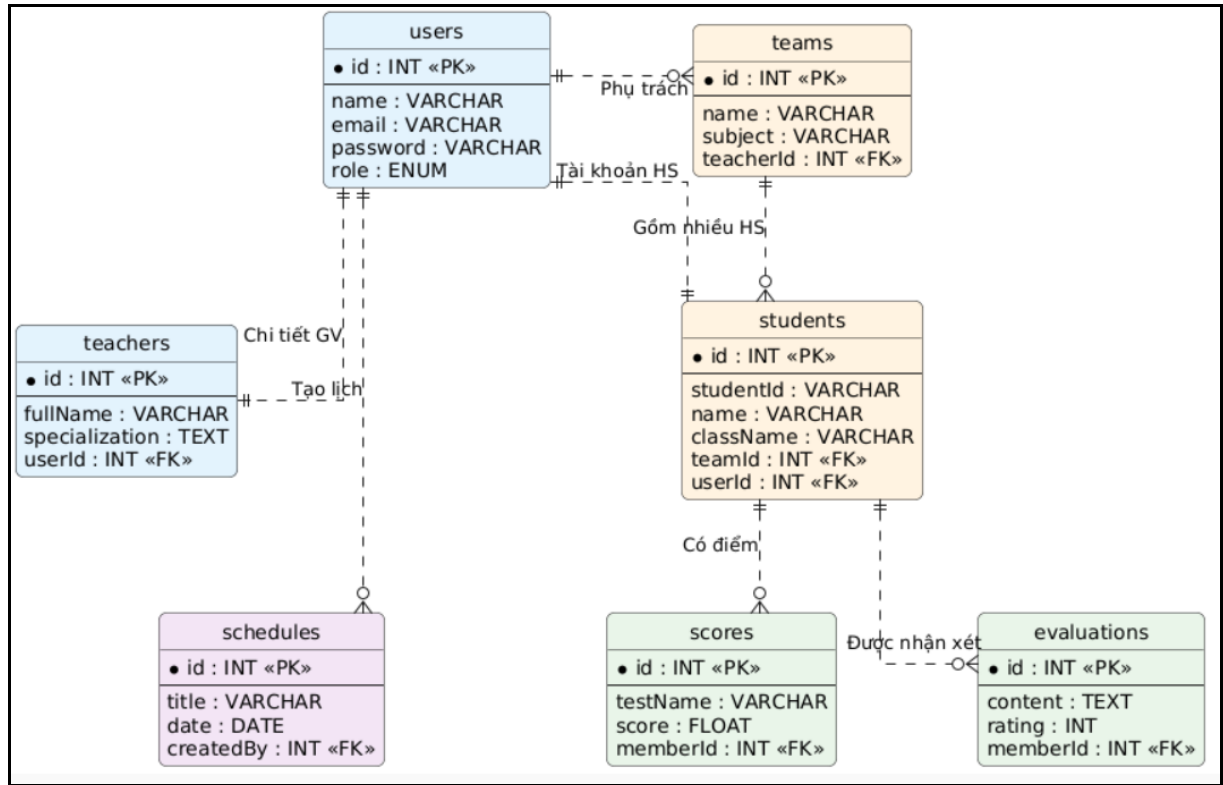 users
● id : INT «PK»
name : VARCHAR
email : VARCHAR
password : VARCHAR
role : ENUM
teams
● id : INT «PK»
name : VARCHAR
subject : VARCHAR
teacherId : INT «FK»
Phụ trách
Tài khoản HS
Gồm nhiều HS
students
● id : INT «PK»
studentId : VARCHAR
name : VARCHAR
className : VARCHAR
teamId : INT «FK»
userId : INT «FK»
teachers
● id : INT «PK»
fullName : VARCHAR
specialization : TEXT
userId : INT «FK»
Chi tiết GV
Tạo lịch
Có điểm
Được nhận xét
schedules
● id : INT «PK»
title : VARCHAR
date : DATE
createdBy : INT «FK»
scores
● id : INT «PK»
testName : VARCHAR
score : FLOAT
memberId : INT «FK»
evaluations
● id : INT «PK»
content : TEXT
rating : INT
memberId : INT «FK»